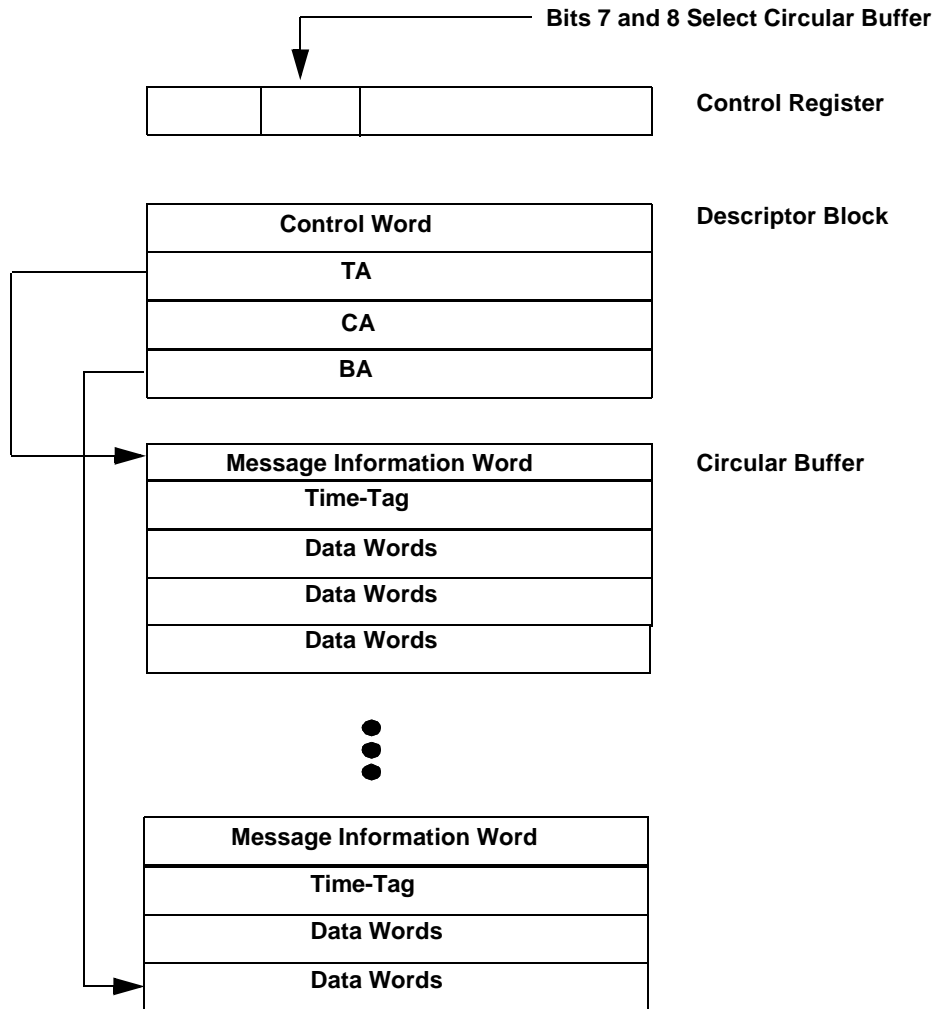 Bits 7 and 8 Select Circular Buffer
Control Register
Control Word
Descriptor Block
TA
CA
BA
Message Information Word
Circular Buffer
Time-Tag
Data Words
Data Words
Data Words
Message Information Word
Time-Tag
Data Words
Data Words